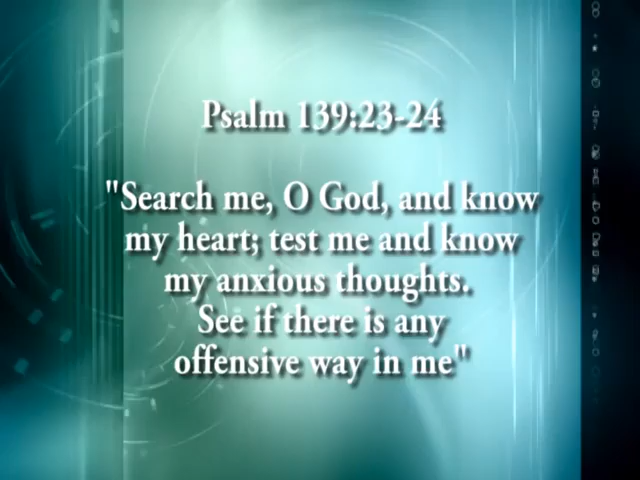 Psalm 139:23-24
"Search me, O God, and know
my heart; test me and know
my anxious thoughts.
See if there is any
offensive way in me"